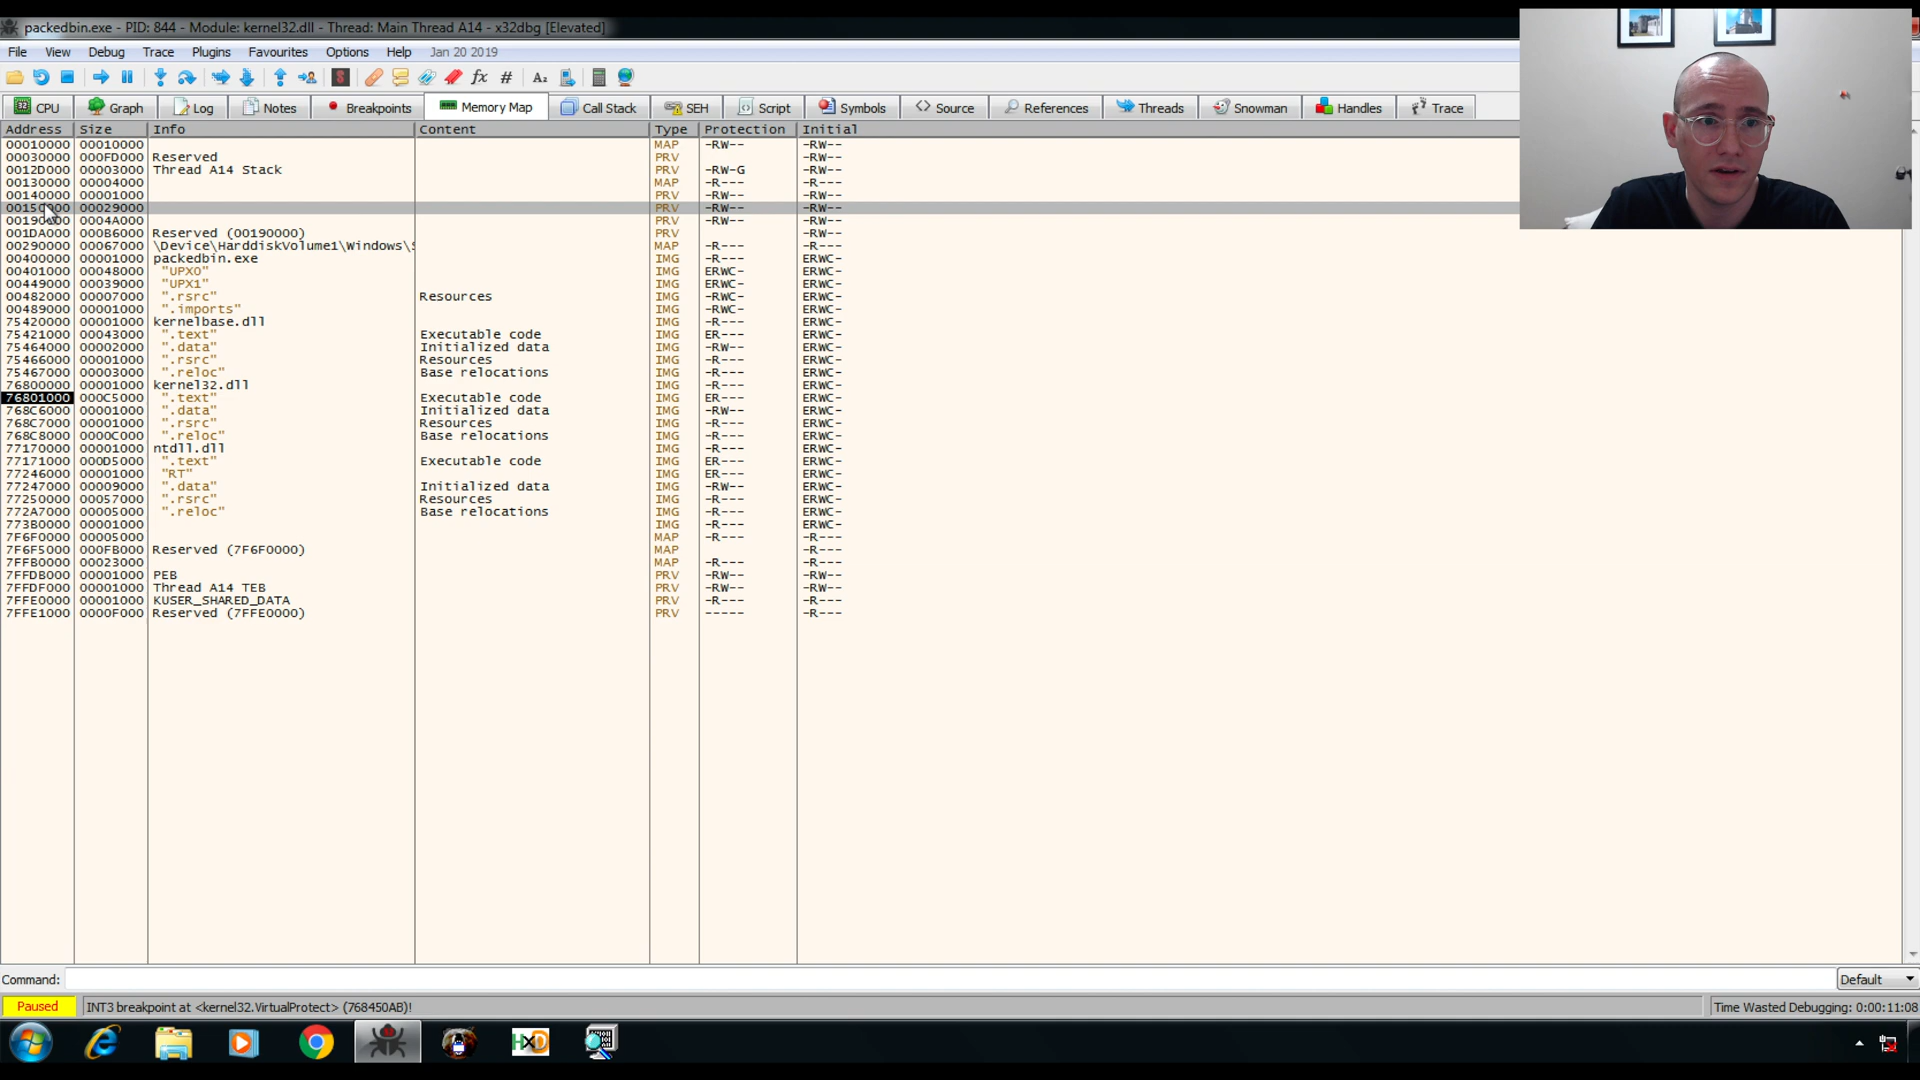 packedbin.exe - PID: 844 - Module: kernel32.dll - Thread: Main Thread A14 - x32dbg [Elevated]
File View Debug Trace Plugins Favourites Options Help Jan 20 2019
CPU Graph Log Notes Breakpoints Memory Map Call Stack SEH Script Symbols Source References Threads Snowman Handles Trace
Address Size Info Content Type Protection Initial
00010000 00010000 MAP -RW-- -RW--
00030000 000FD000 Reserved PRV -RW--
0012D000 00003000 Thread A14 Stack PRV -RW-G -RW--
00130000 00004000 MAP -R--- -R---
00140000 00001000 PRV -RW-- -RW--
00150000 00029000 PRV -RW-- -RW--
00190000 0004A000 PRV -RW-- -RW--
001DA000 000B6000 Reserved (00190000) PRV -RW--
00290000 00067000 \Device\HarddiskVolume1\Windows\S MAP -R--- -R---
00400000 00001000 packedbin.exe IMG -R--- ERWC-
00401000 00048000 "UPX0" IMG ERWC- ERWC-
00449000 00039000 "UPX1" IMG ERWC- ERWC-
00482000 00007000 ".rsrc" Resources IMG -RWC- ERWC-
00489000 00001000 ".imports" IMG -RWC- ERWC-
75420000 00001000 kernelbase.dll IMG -R--- ERWC-
75421000 00043000 ".text" Executable code IMG ER--- ERWC-
75464000 00002000 ".data" Initialized data IMG -RW-- ERWC-
75466000 00001000 ".rsrc" Resources IMG -R--- ERWC-
75467000 00003000 ".reloc" Base relocations IMG -R--- ERWC-
76800000 00001000 kernel32.dll IMG -R--- ERWC-
76801000 000C5000 ".text" Executable code IMG ER--- ERWC-
768C6000 00001000 ".data" Initialized data IMG -RW-- ERWC-
768C7000 00001000 ".rsrc" Resources IMG -R--- ERWC-
768C8000 0000C000 ".reloc" Base relocations IMG -R--- ERWC-
77170000 00001000 ntdll.dll IMG -R--- ERWC-
77171000 000D5000 ".text" Executable code IMG ER--- ERWC-
77246000 00001000 "RT" IMG ER--- ERWC-
77247000 00009000 ".data" Initialized data IMG -RW-- ERWC-
77250000 00057000 ".rsrc" Resources IMG -R--- ERWC-
772A7000 00005000 ".reloc" Base relocations IMG -R--- ERWC-
773B0000 00001000 IMG -R--- ERWC-
7F6F0000 00005000 MAP -R--- -R---
7F6F5000 000FB000 Reserved (7F6F0000) MAP -R---
7FFB0000 00023000 MAP -R--- -R---
7FFDB000 00001000 PEB PRV -RW-- -RW--
7FFDF000 00001000 Thread A14 TEB PRV -RW-- -RW--
7FFE0000 00001000 KUSER_SHARED_DATA PRV -R--- -R---
7FFE1000 0000F000 Reserved (7FFE0000) PRV ----- -R---
Command: Default
Paused INT3 breakpoint at <kernel32.VirtualProtect> (768450AB)! Time Wasted Debugging: 0:00:11:08